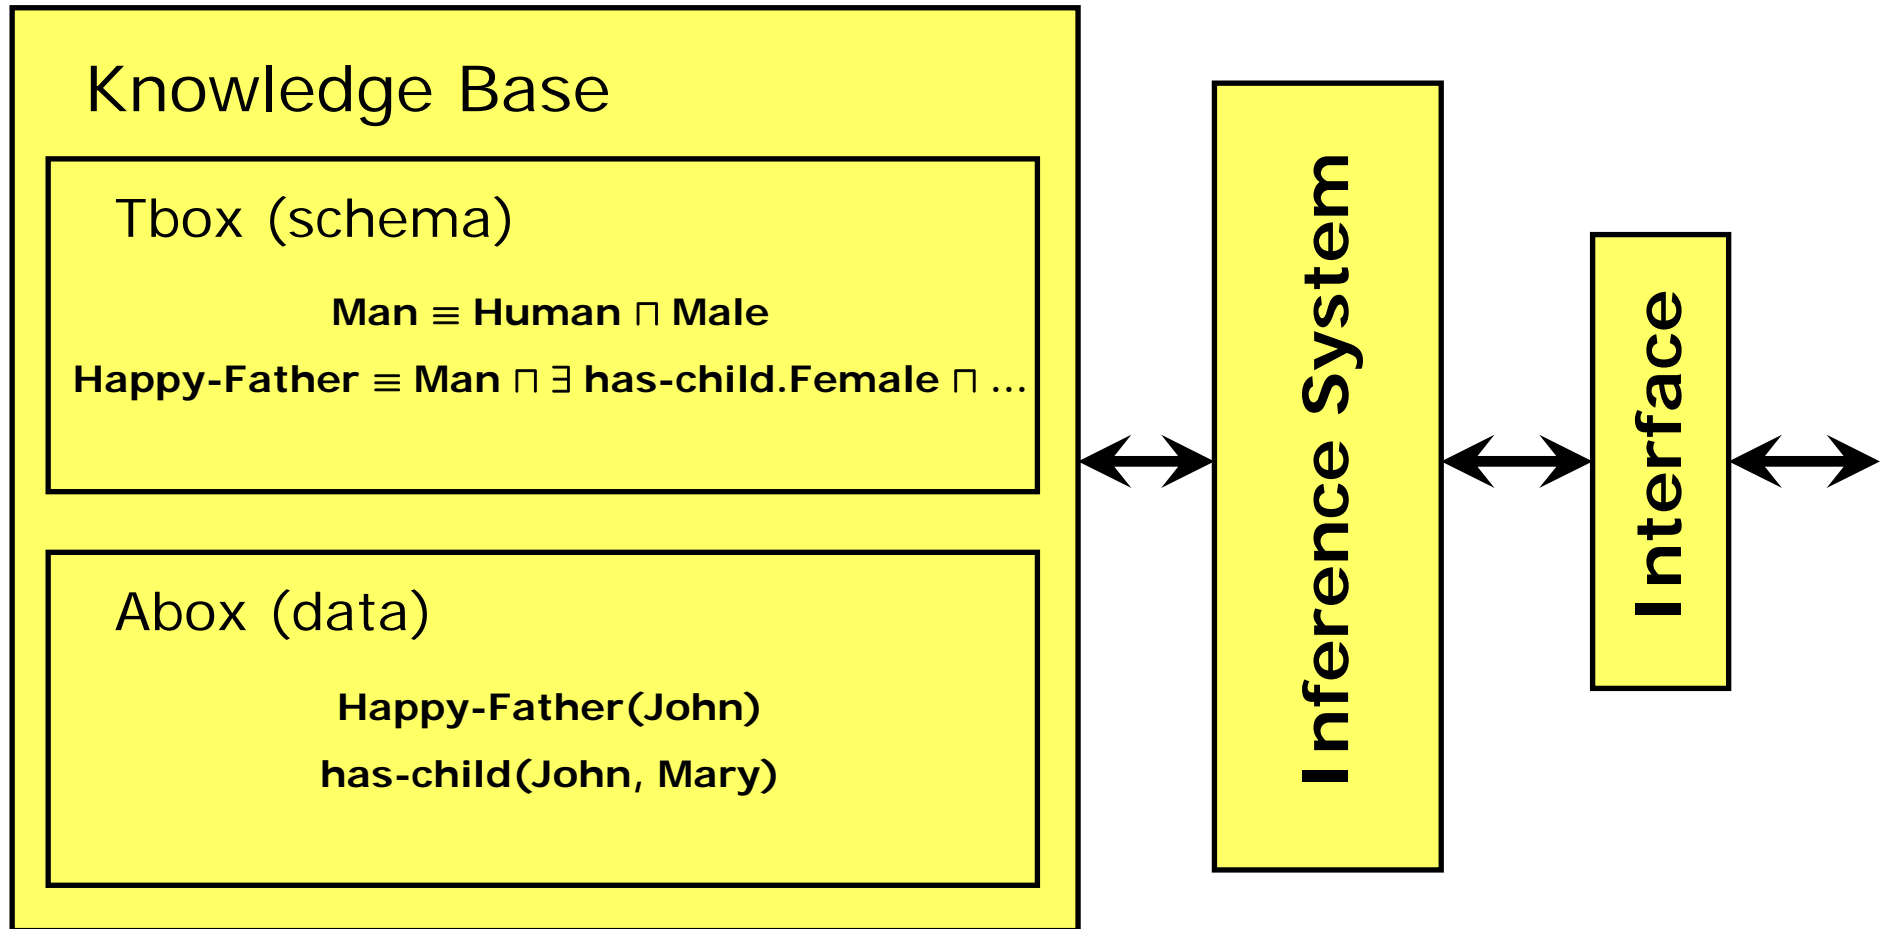 Knowledge Base
Tbox (schema)
Man ≡ Human ⊓ Male
Happy-Father ≡ Man ⊓ ∃ has-child.Female ⊓ ...
Abox (data)
Happy-Father(John)
has-child(John, Mary)
Inference System
Interface